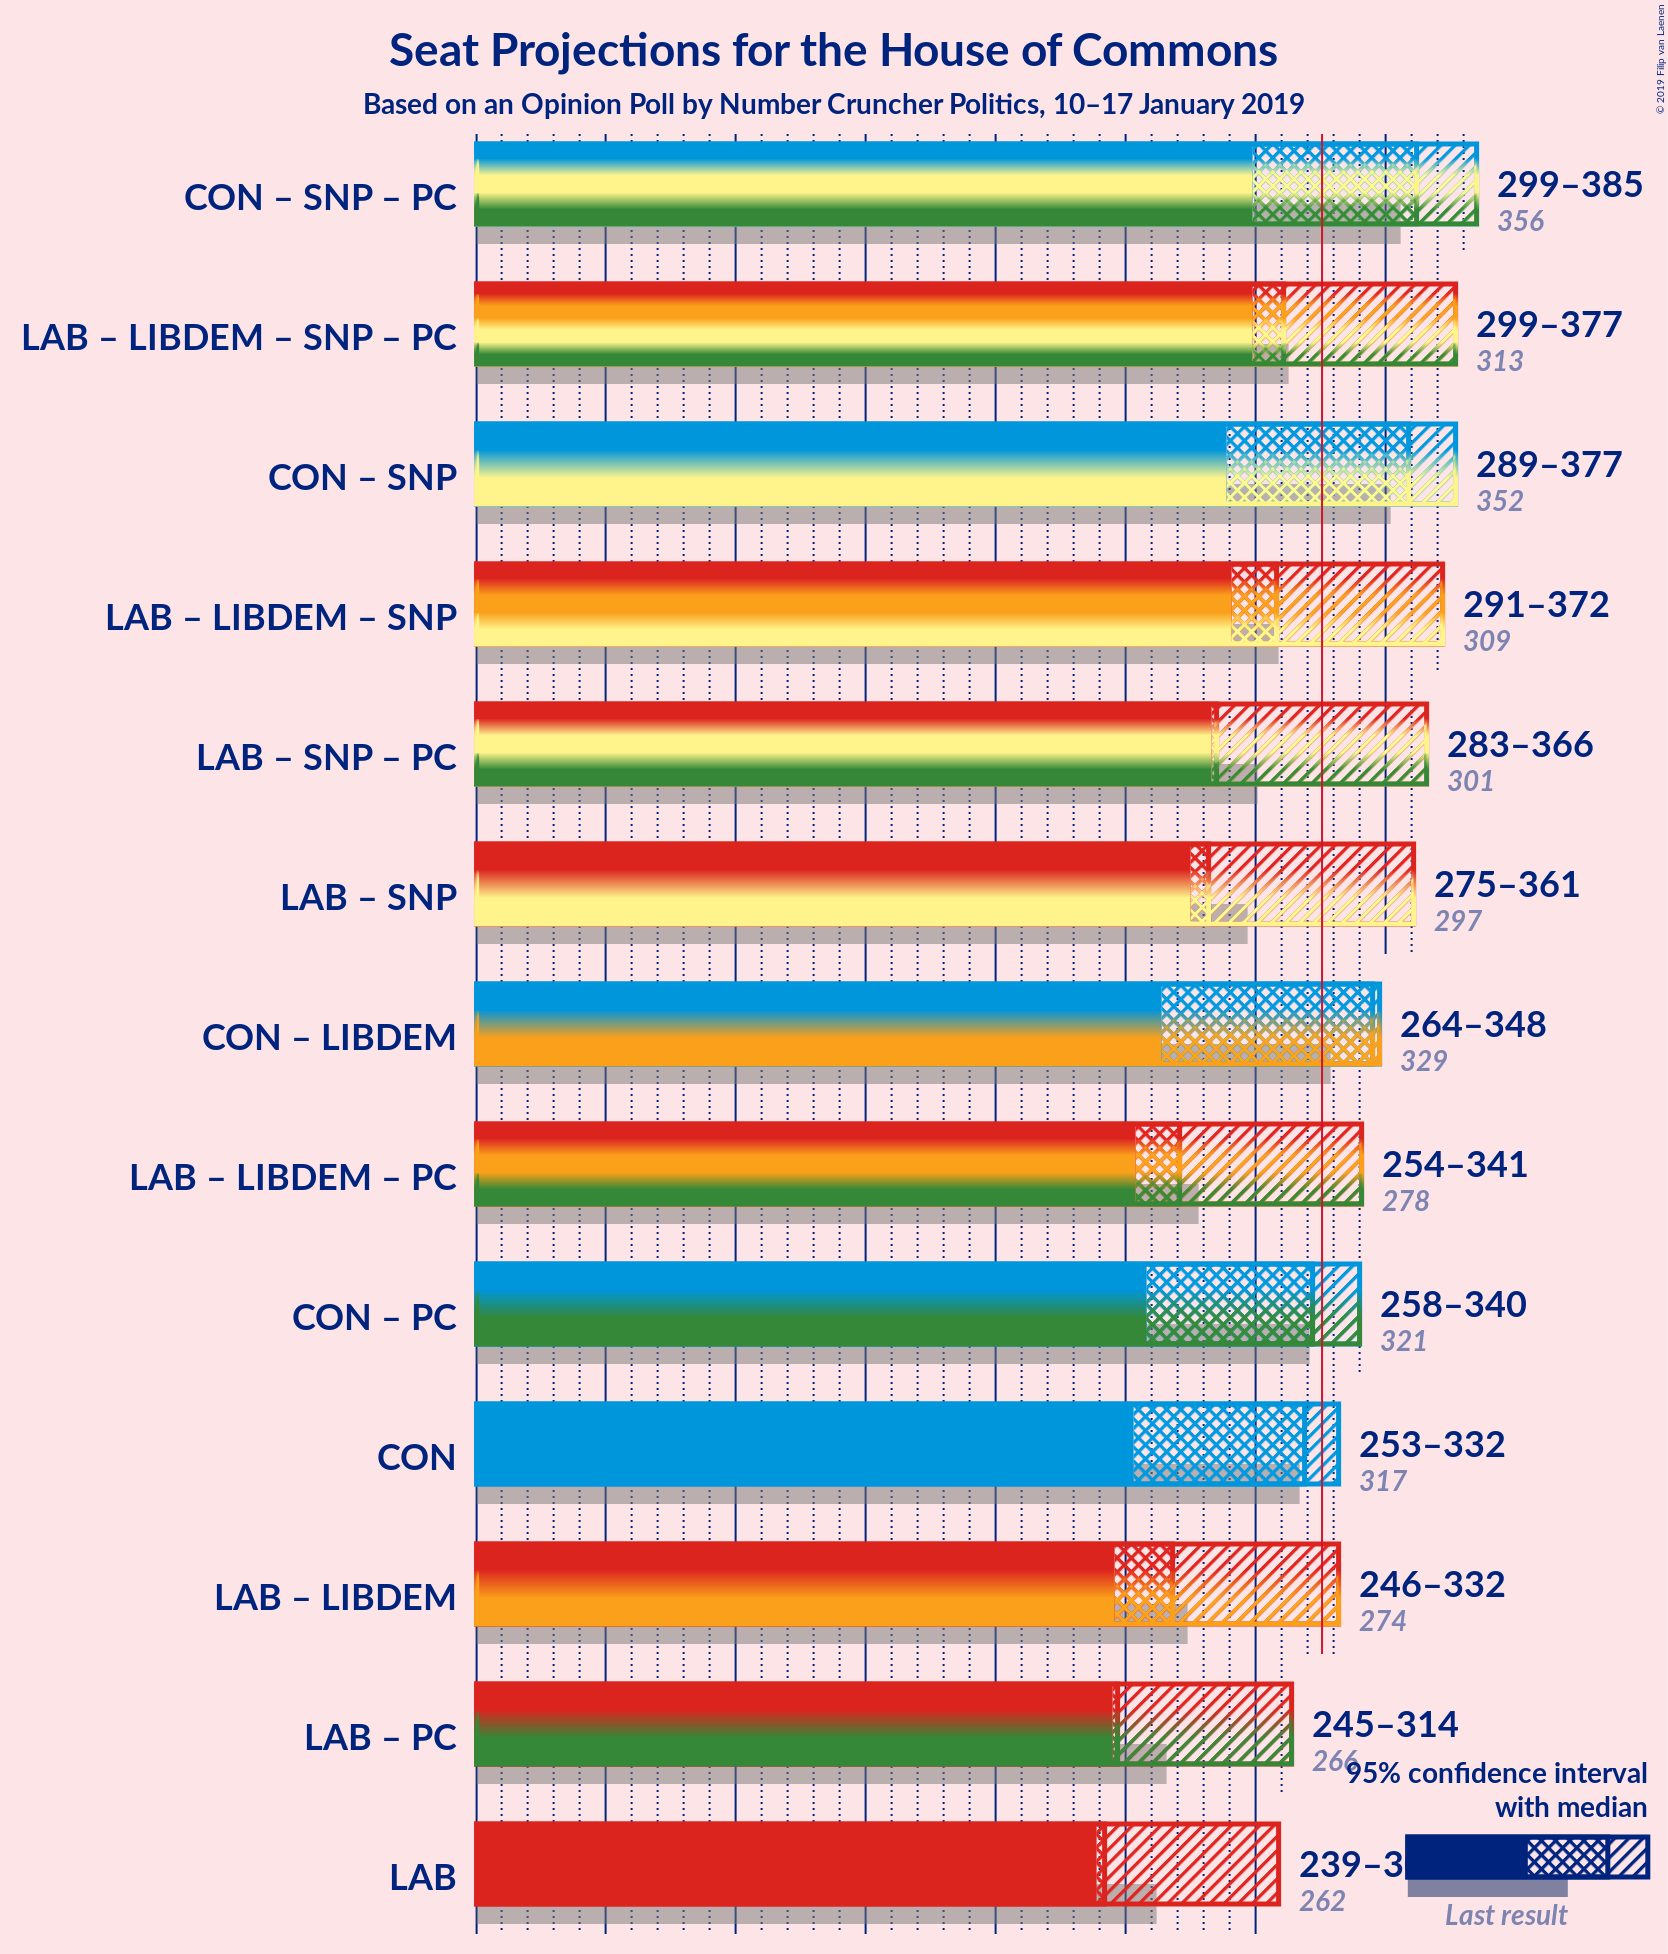 Seat Projections for the House of Commons
Based on an Opinion Poll by Number Cruncher Politics, 10–17 January 2019
© 2019 Filip van Laenen
CON – SNP – PC
299–385
356
LAB – LIBDEM – SNP – PC
299–377
313
CON – SNP
289–377
352
LAB – LIBDEM – SNP
291–372
309
LAB – SNP – PC
283–366
301
LAB – SNP
275–361
297
CON – LIBDEM
264–348
329
LAB – LIBDEM – PC
254–341
278
CON – PC
258–340
321
CON
253–332
317
LAB – LIBDEM
246–332
274
LAB – PC
245–314
266
95% confidence interval
with median
LAB
239–3
262
Last result